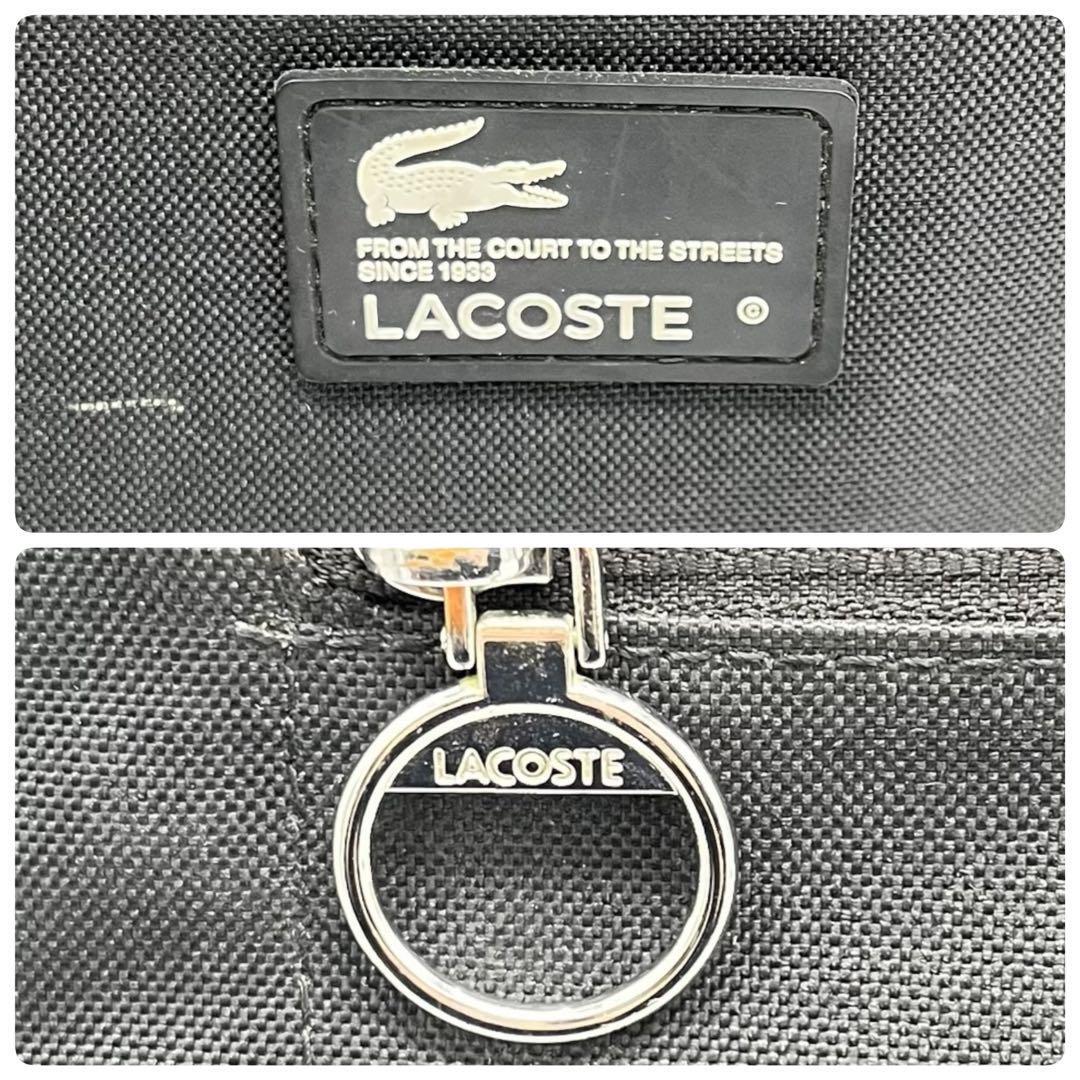 FROM THE COURT TO THE STREETS
SINCE 1933
LACOSTE ©
LACOSTE